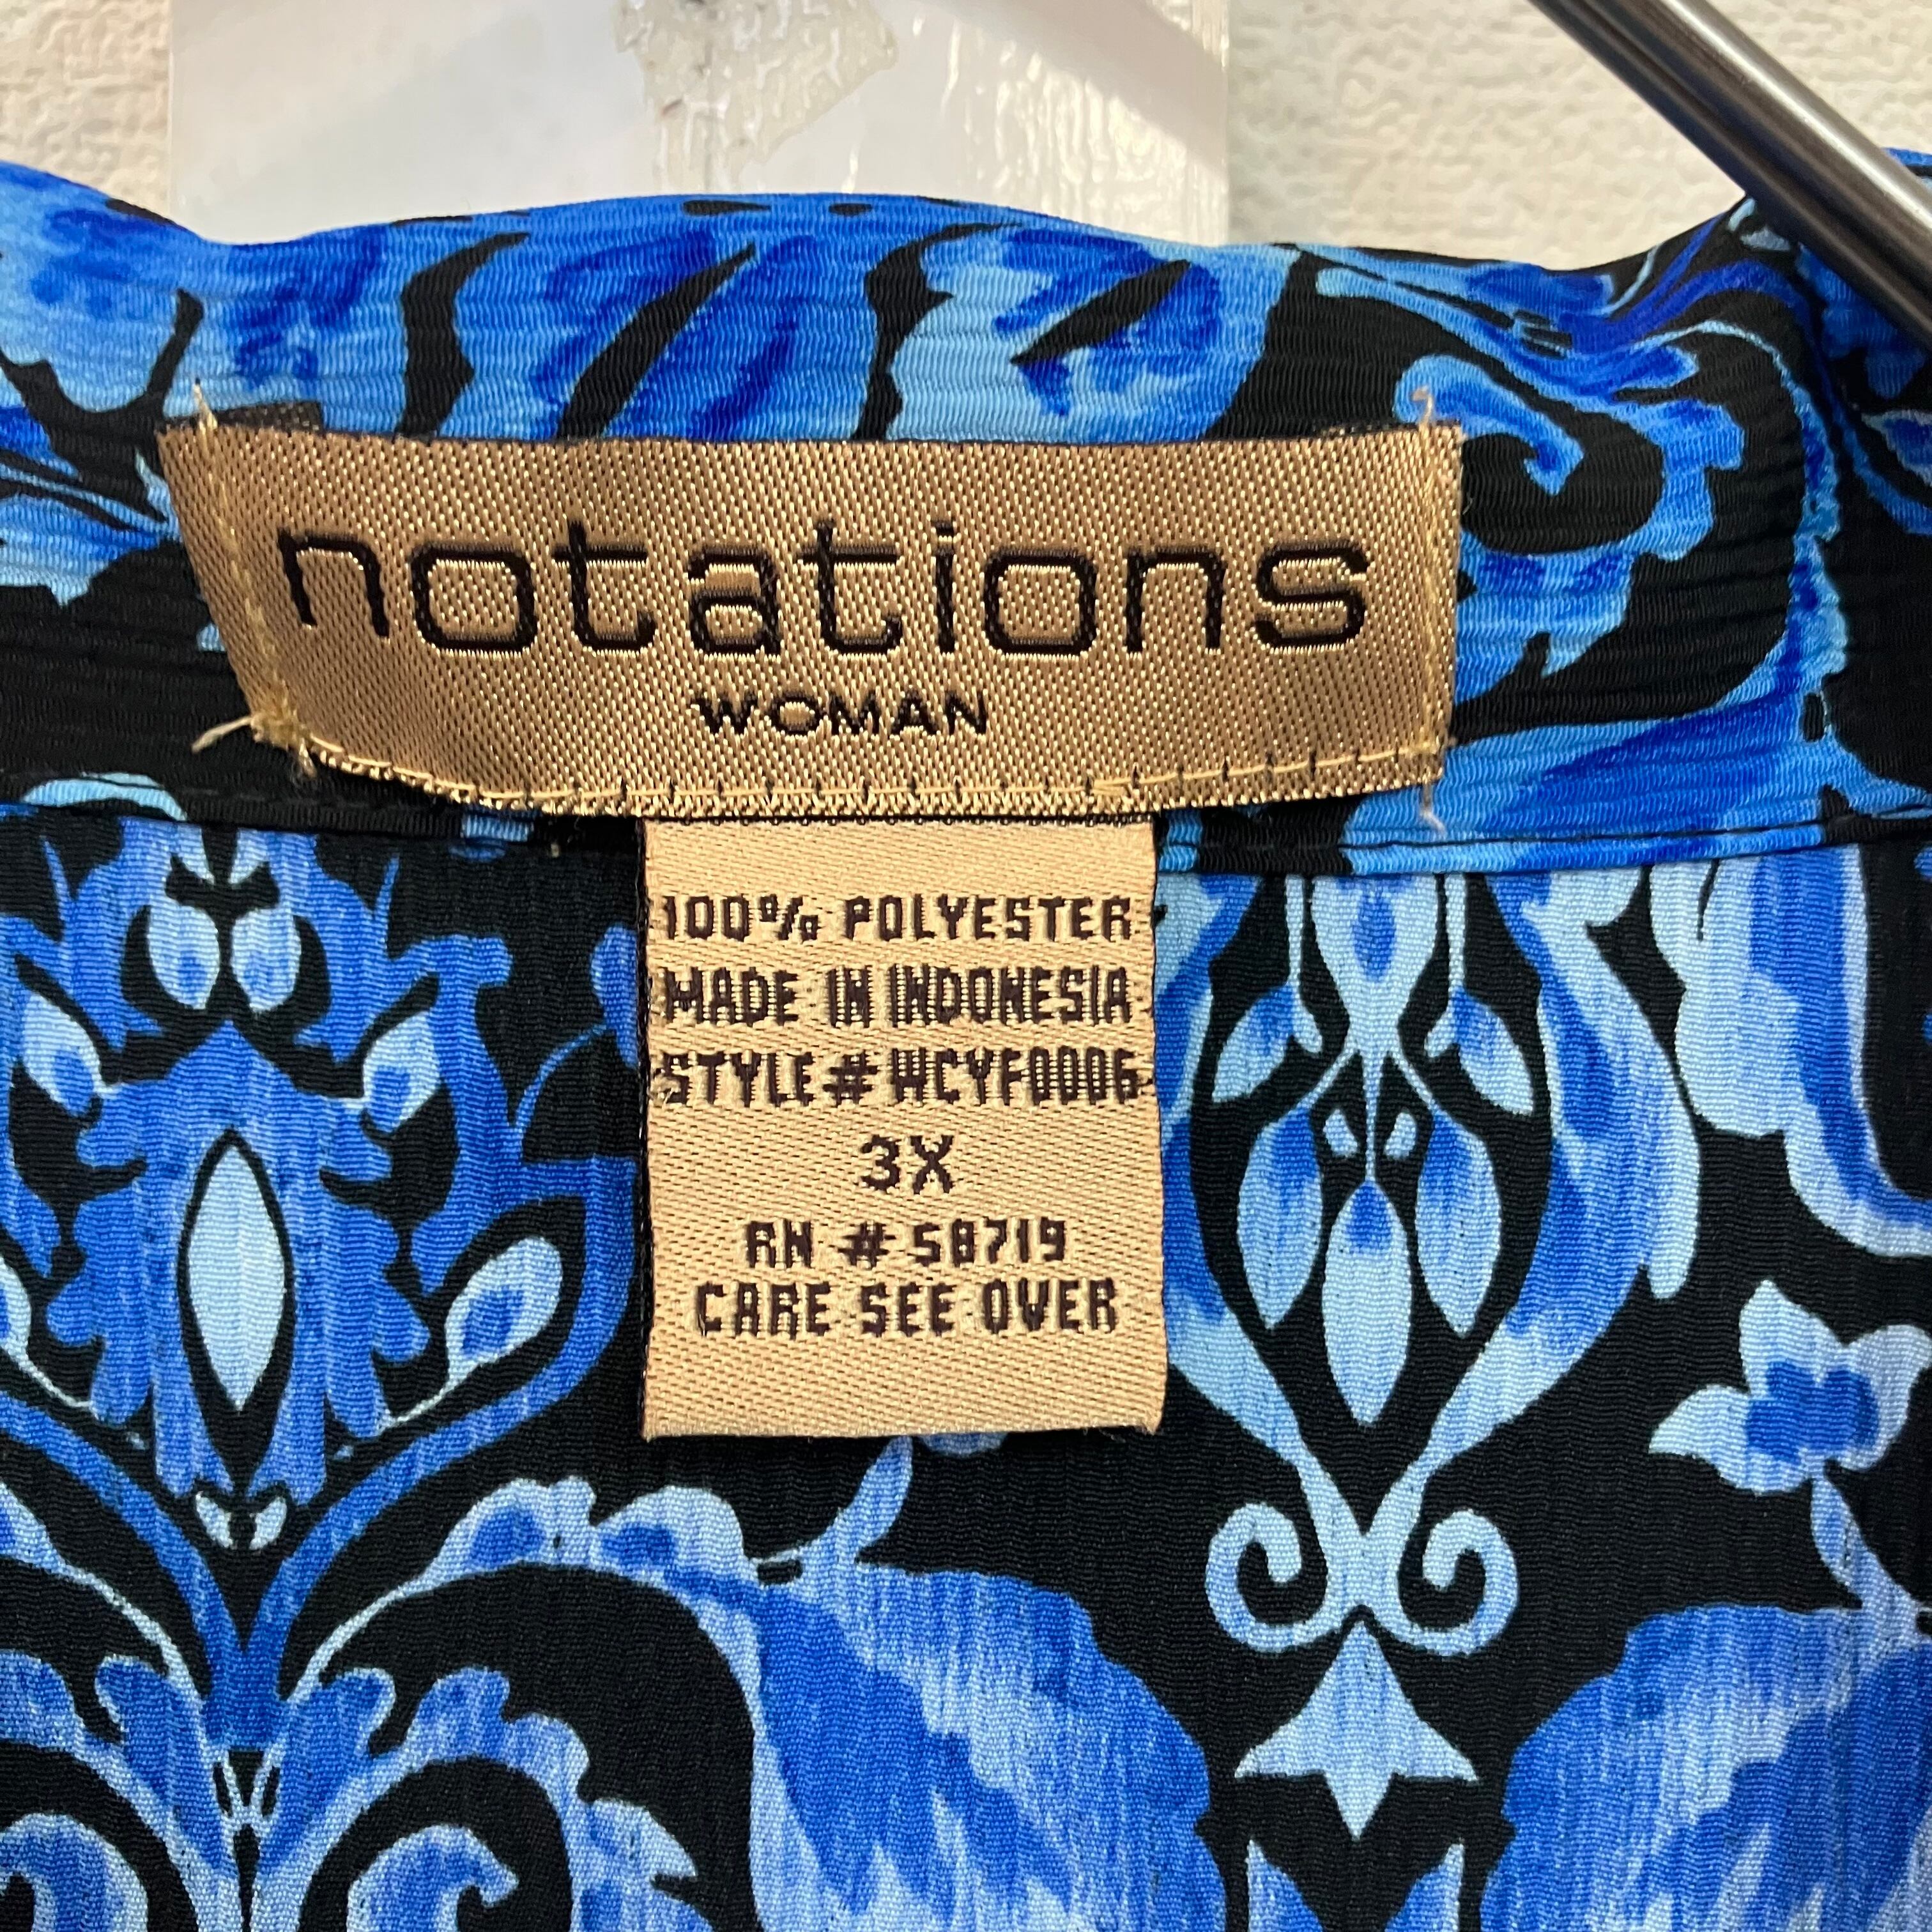 notations
WOMAN
100% POLYESTER
MADE IN INDONESIA
STYLE# WCYF0006
3X
RN # 58719
CARE SEE OVER